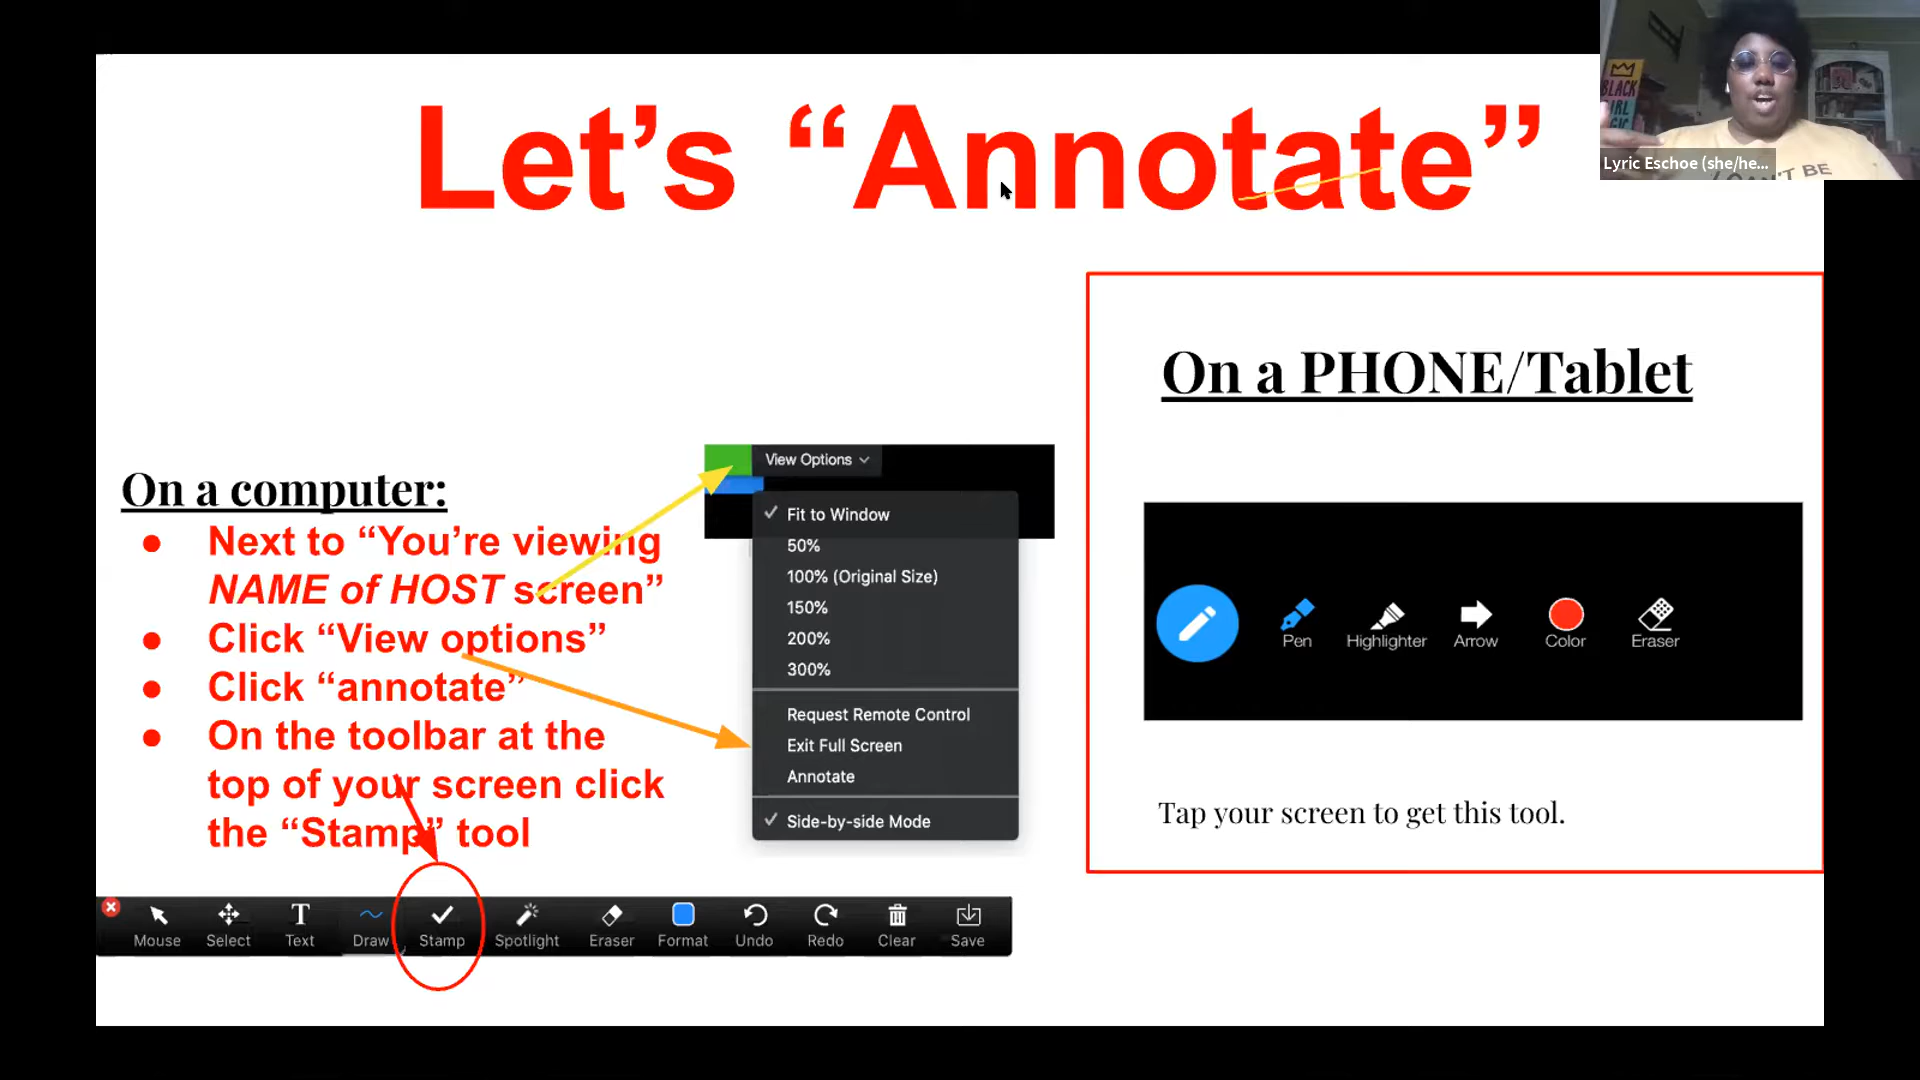 Let’s “Annotate”
BLACK
GIRL
Lyric Eschoe (she/he...
CAN'T BE
On a PHONE/Tablet
View Options
On a computer:
Fit to Window
● Next to “You’re viewing
50%
NAME of HOST screen”
100% (Original Size)
● Click “View options”
150%
200%
● Click “annotate”
300%
● On the toolbar at the
top of your screen click
the “Stamp” tool
Request Remote Control
Exit Full Screen
Annotate
Side-by-side Mode
Pen Highlighter Arrow Color Eraser
Tap your screen to get this tool.
Mouse Select Text Draw Stamp Spotlight Eraser Format Undo Redo Clear Save